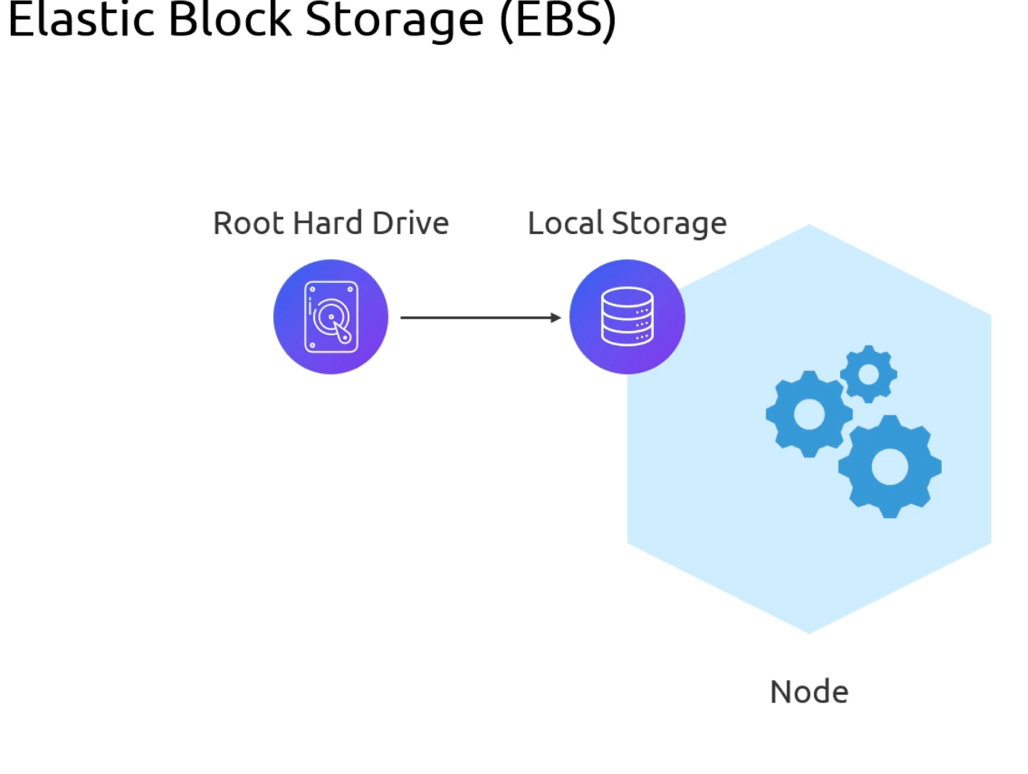 Elastic Block Storage (EBS)
Root Hard Drive
Local Storage
Node